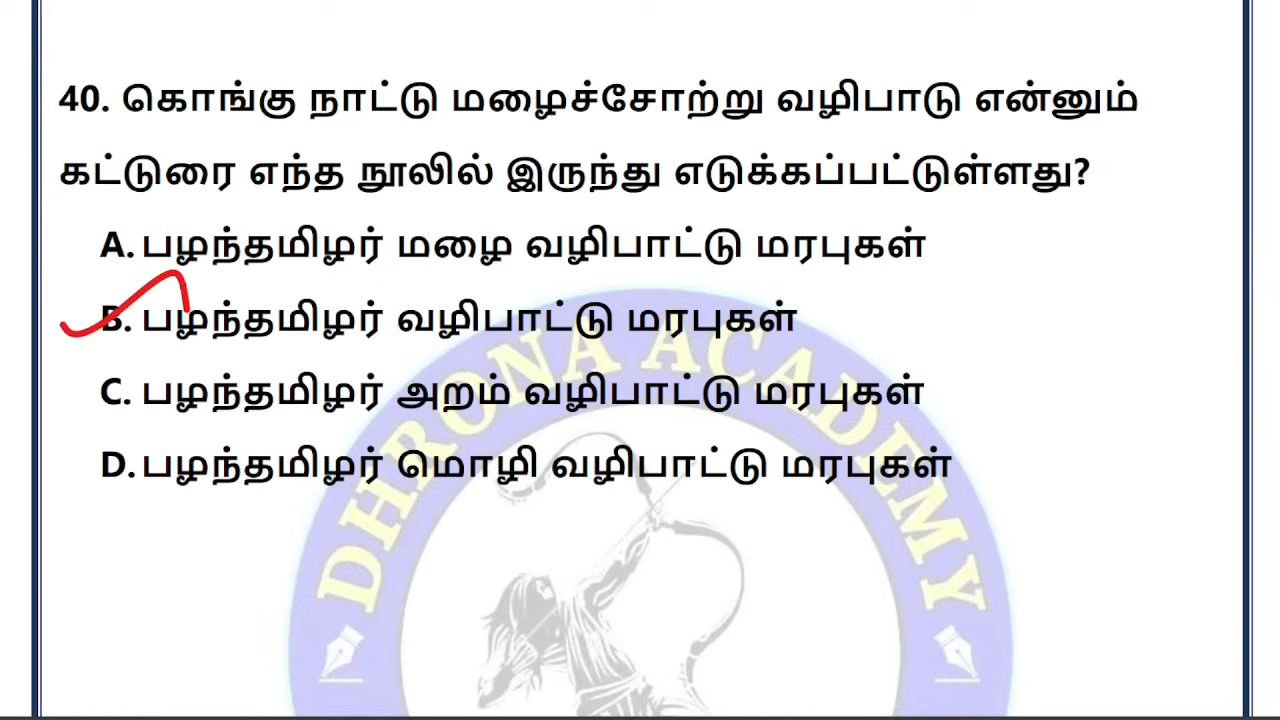 40. கொங்கு நாட்டு மழைச்சோற்று வழிபாடு என்னும்
கட்டுரை எந்த நூலில் இருந்து எடுக்கப்பட்டுள்ளது?
A. பழந்தமிழர் மழை வழிபாட்டு மரபுகள்
B. பழந்தமிழர் வழிபாட்டு மரபுகள்
C. பழந்தமிழர் அறம் வழிபாட்டு மரபுகள்
D. பழந்தமிழர் மொழி வழிபாட்டு மரபுகள்
DHRONA ACADEMY